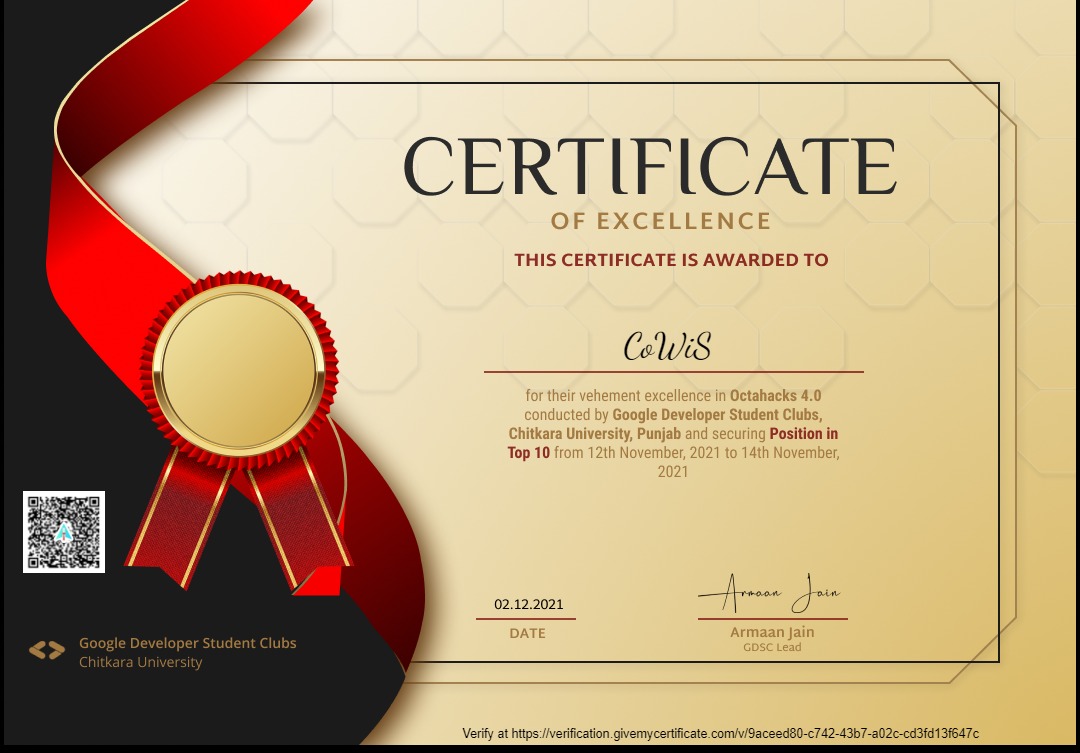 CERTIFICATE
OF EXCELLENCE
THIS CERTIFICATE IS AWARDED TO
CoWiS
for their vehement excellence in Octahacks 4.0
conducted by Google Developer Student Clubs,
Chitkara University, Punjab and securing Position in
Top 10 from 12th November, 2021 to 14th November,
2021
02.12.2021
DATE
Armaan Jain
Armaan Jain
GDSC Lead
Google Developer Student Clubs
Chitkara University
Verify at https://verification.givemycertificate.com/v/9aceed80-c742-43b7-a02c-cd3fd13f647c